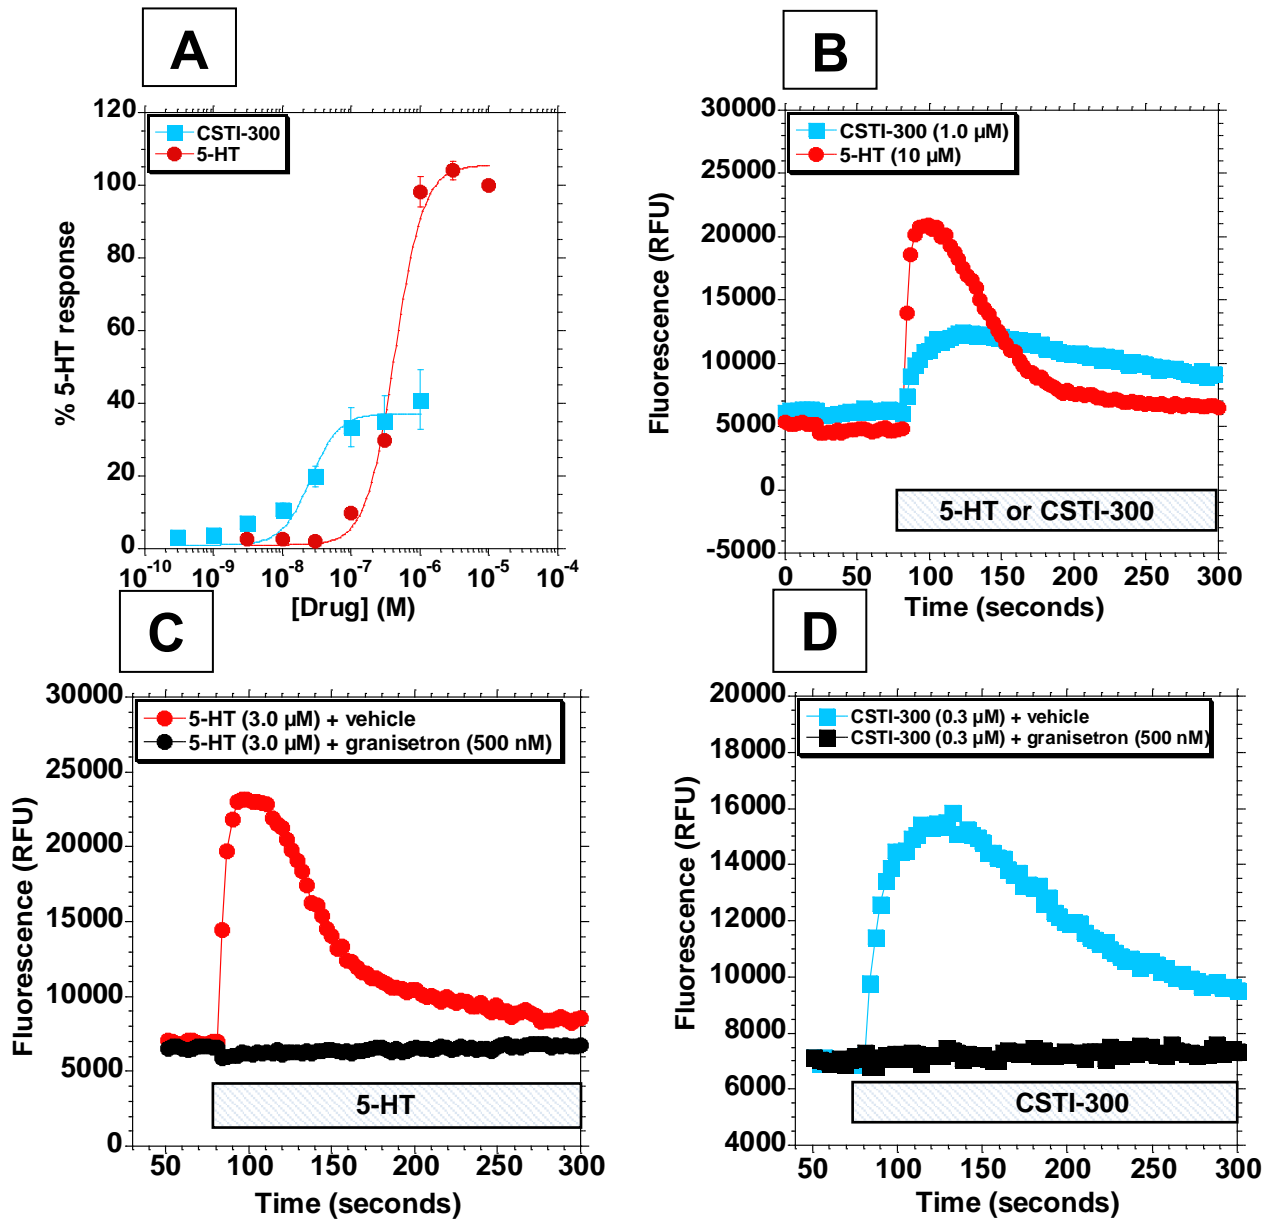 A
120
100
80
60
40
20
0
% 5-HT response
CSTI-300
5-HT
10-10 10-9 10-8 10-7 10-6 10-5 10-4
[Drug] (M)
B
30000
25000
20000
15000
10000
5000
0
-5000
Fluorescence (RFU)
CSTI-300 (1.0 µM)
5-HT (10 µM)
5-HT or CSTI-300
0 50 100 150 200 250 300
Time (seconds)
C
30000
25000
20000
15000
10000
5000
0
Fluorescence (RFU)
5-HT (3.0 µM) + vehicle
5-HT (3.0 µM) + granisetron (500 nM)
5-HT
50 100 150 200 250 300
Time (seconds)
D
20000
18000
16000
14000
12000
10000
8000
6000
4000
Fluorescence (RFU)
CSTI-300 (0.3 µM) + vehicle
CSTI-300 (0.3 µM) + granisetron (500 nM)
CSTI-300
50 100 150 200 250 300
Time (seconds)